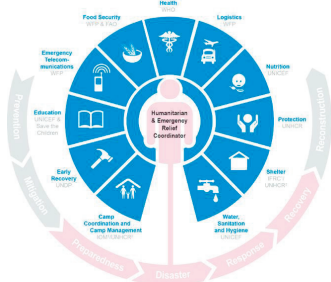 Health
WHO
Food Security
WFP & FAO
Logistics
WFP
Emergency
Telecom-
munications
WFP
Nutrition
UNICEF
Humanitarian
& Emergency
Relief
Coordinator
Education
UNICEF &
Save the
Children
Protection
UNHCR
Early
Recovery
UNDP
Shelter
IFRC /
UNHCR
Camp
Coordination and
Camp Management
IOM/UNHCR
Water,
Sanitation
and Hygiene
UNICEF
Prevention
Mitigation
Preparedness
Disaster
Response
Recovery
Reconstruction